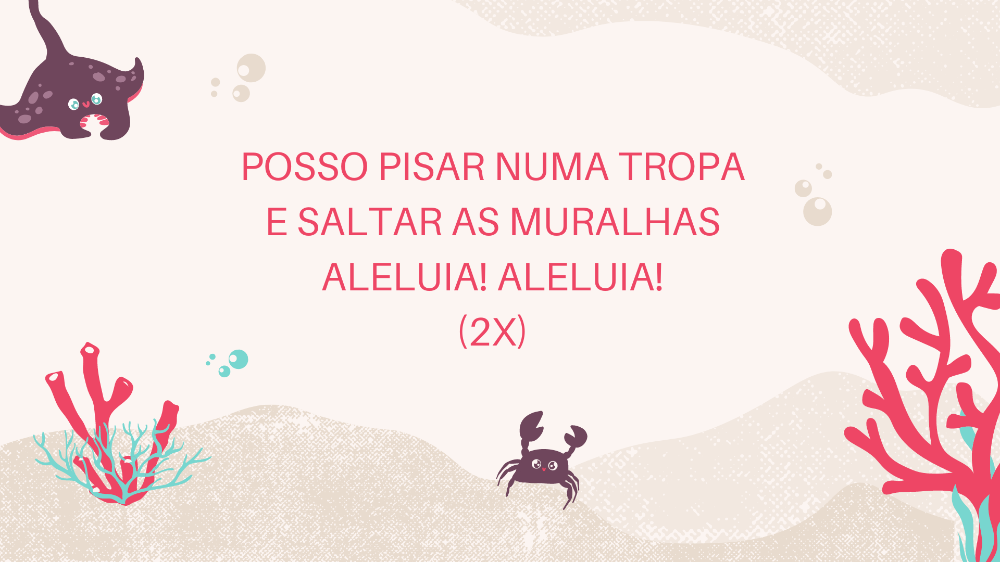 POSSO PISAR NUMA TROPA
E SALTAR AS MURALHAS
ALELUIA! ALELUIA!
(2X)